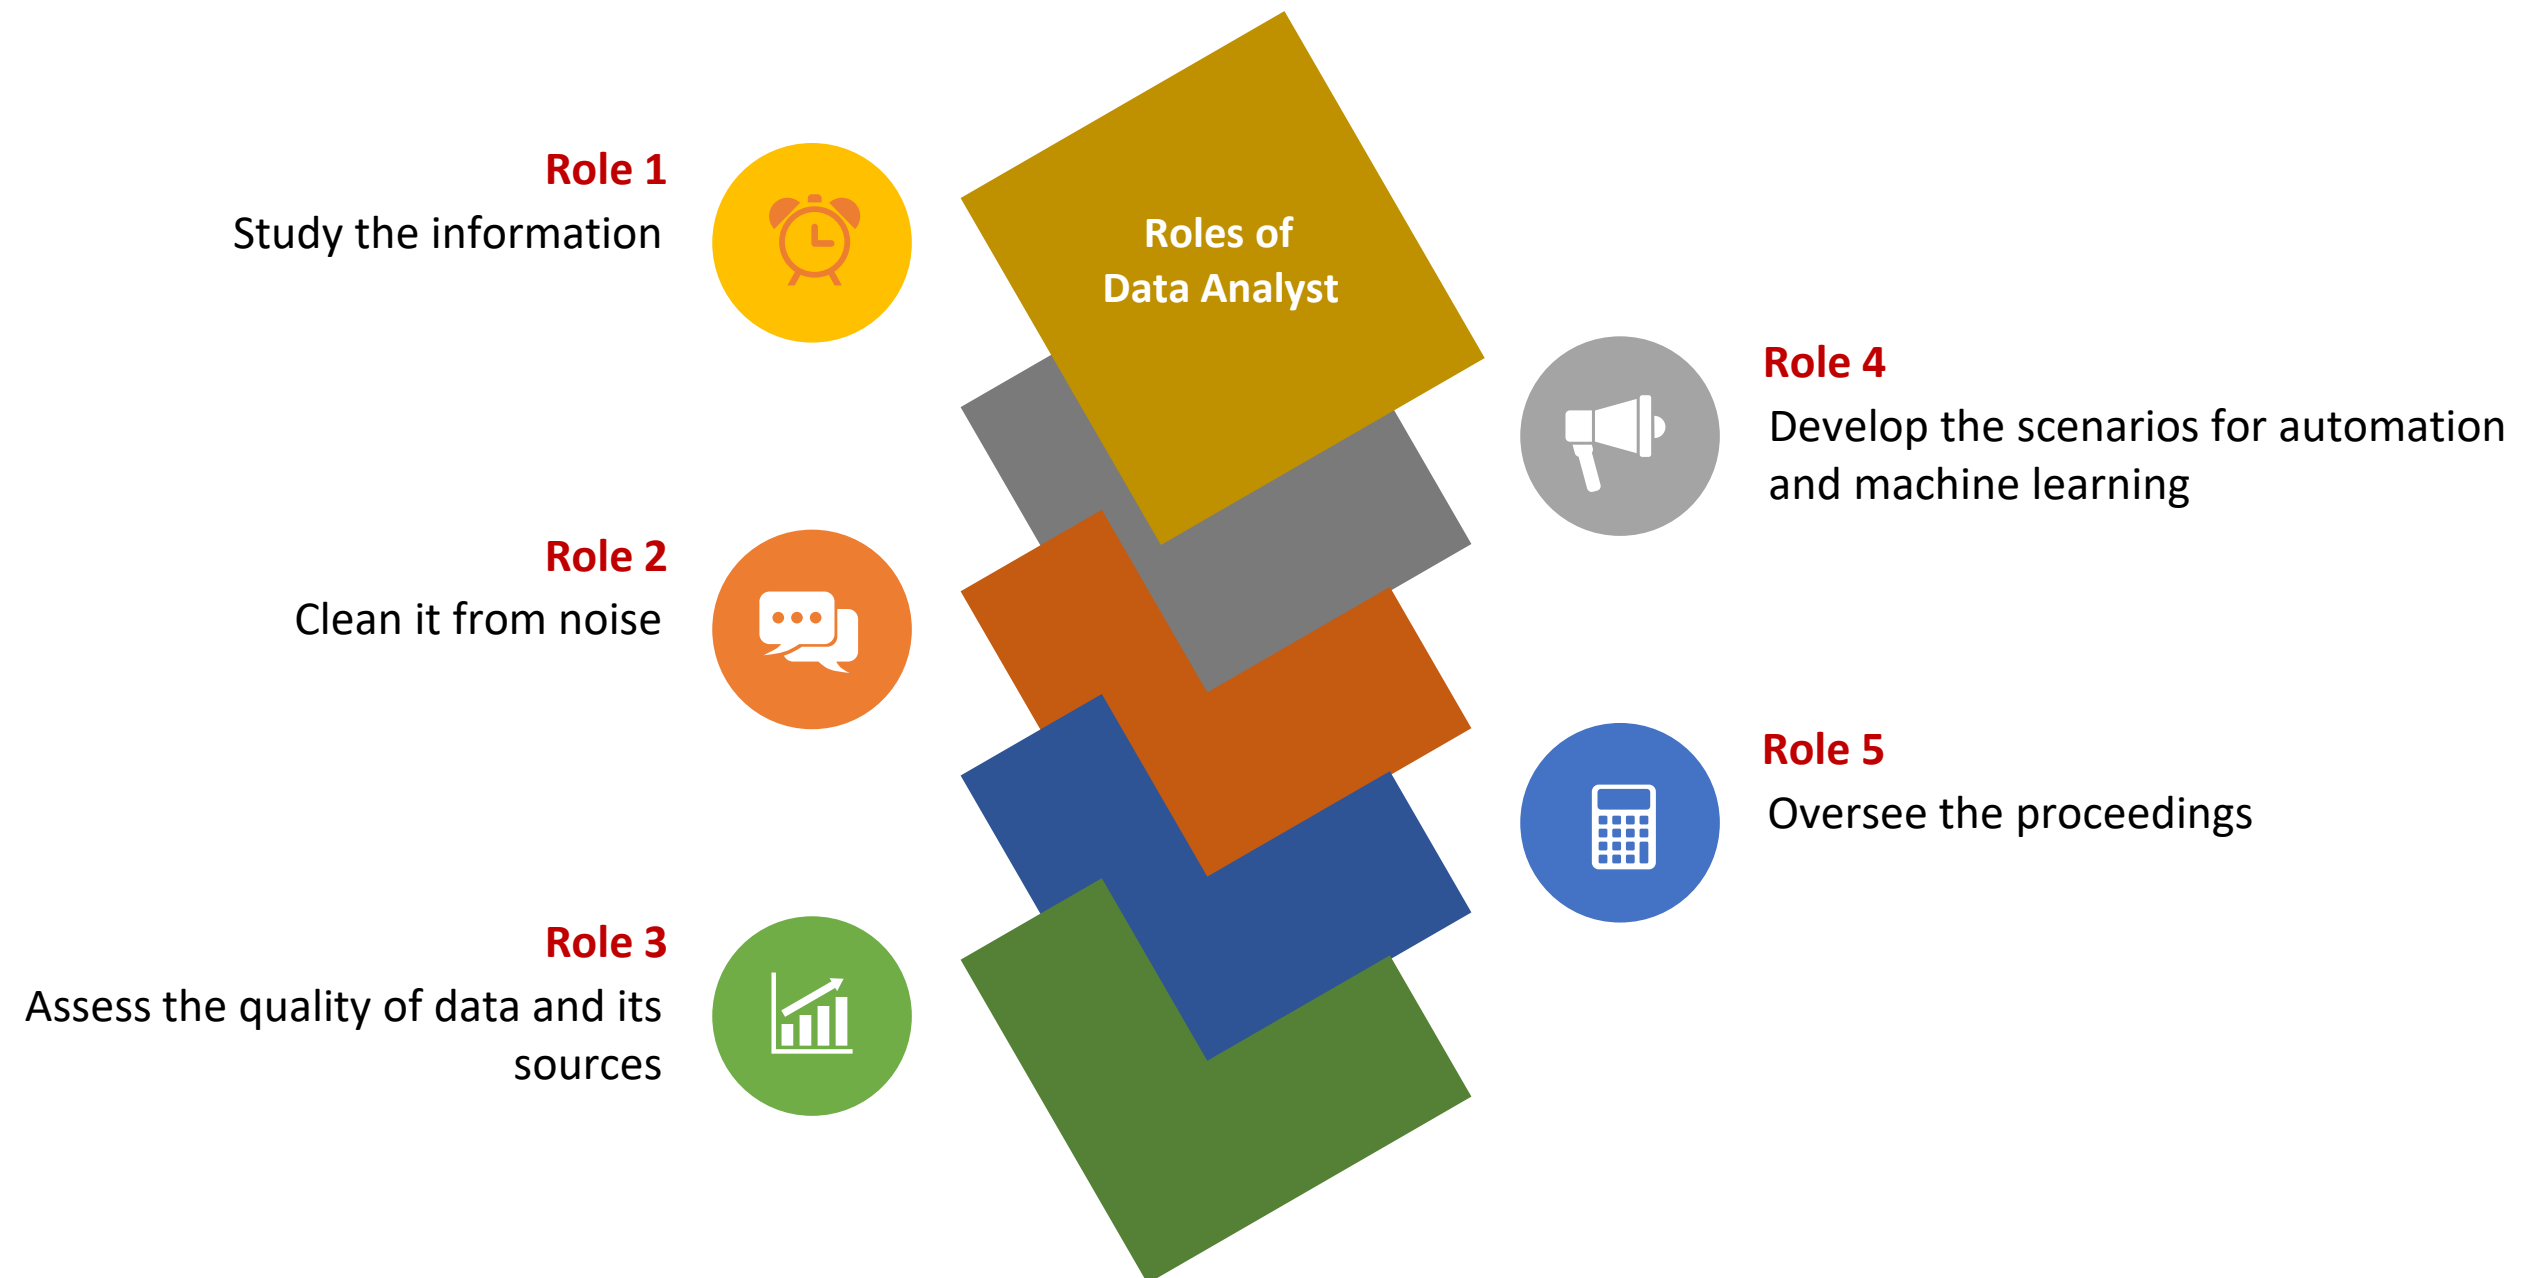 Roles of
Data Analyst
Role 1
Study the information
Role 2
Clean it from noise
Role 3
Assess the quality of data and its
sources
Role 4
Develop the scenarios for automation
and machine learning
Role 5
Oversee the proceedings